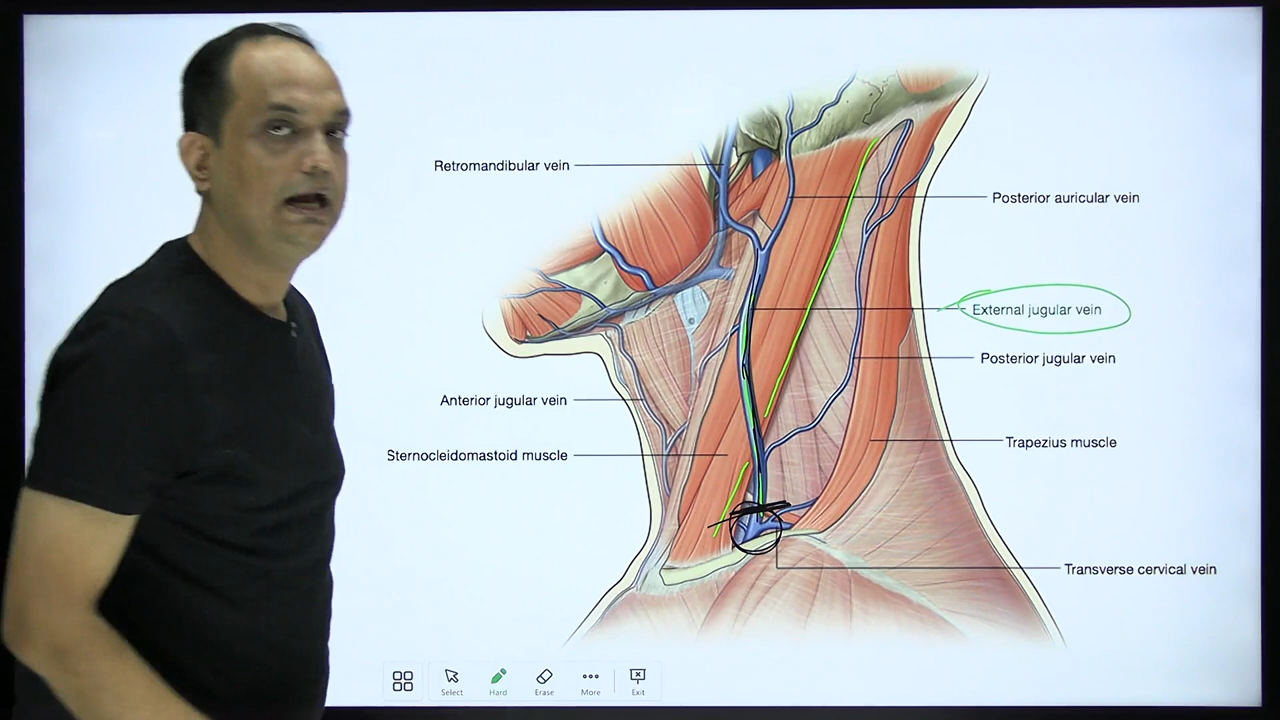 Retromandibular vein
Posterior auricular vein
External jugular vein
Posterior jugular vein
Anterior jugular vein
Trapezius muscle
Sternocleidomastoid muscle
Transverse cervical vein
Select
Hard
Erase
More
Exit